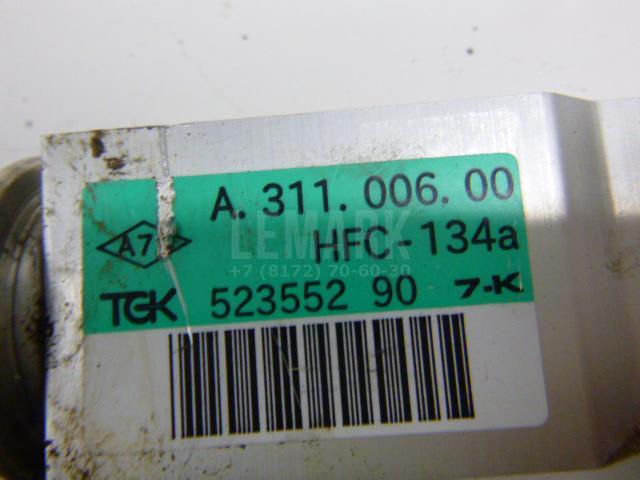 A. 311. 006. 00
A7
HFC-134a
LEMARK
+7 (8172) 70-60-30
TGK 523552 90 7-K